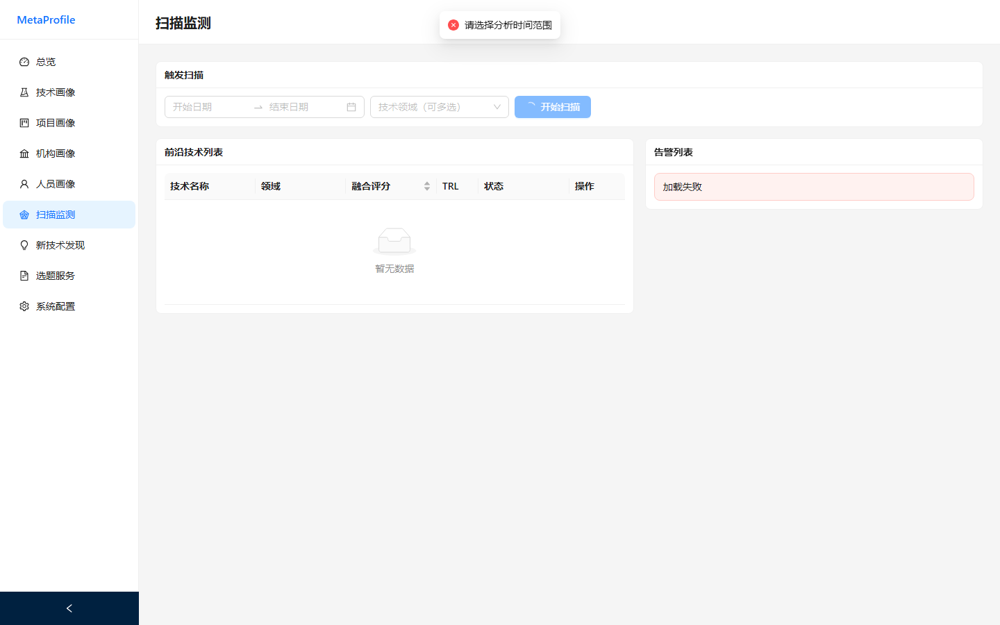 MetaProfile
扫描监测
请选择分析时间范围
总览
技术画像
项目画像
机构画像
人员画像
扫描监测
新技术发现
选题服务
系统配置
触发扫描
开始日期 结束日期 技术领域（可多选） 开始扫描
前沿技术列表
技术名称 领域 融合评分 TRL 状态 操作
暂无数据
告警列表
加载失败